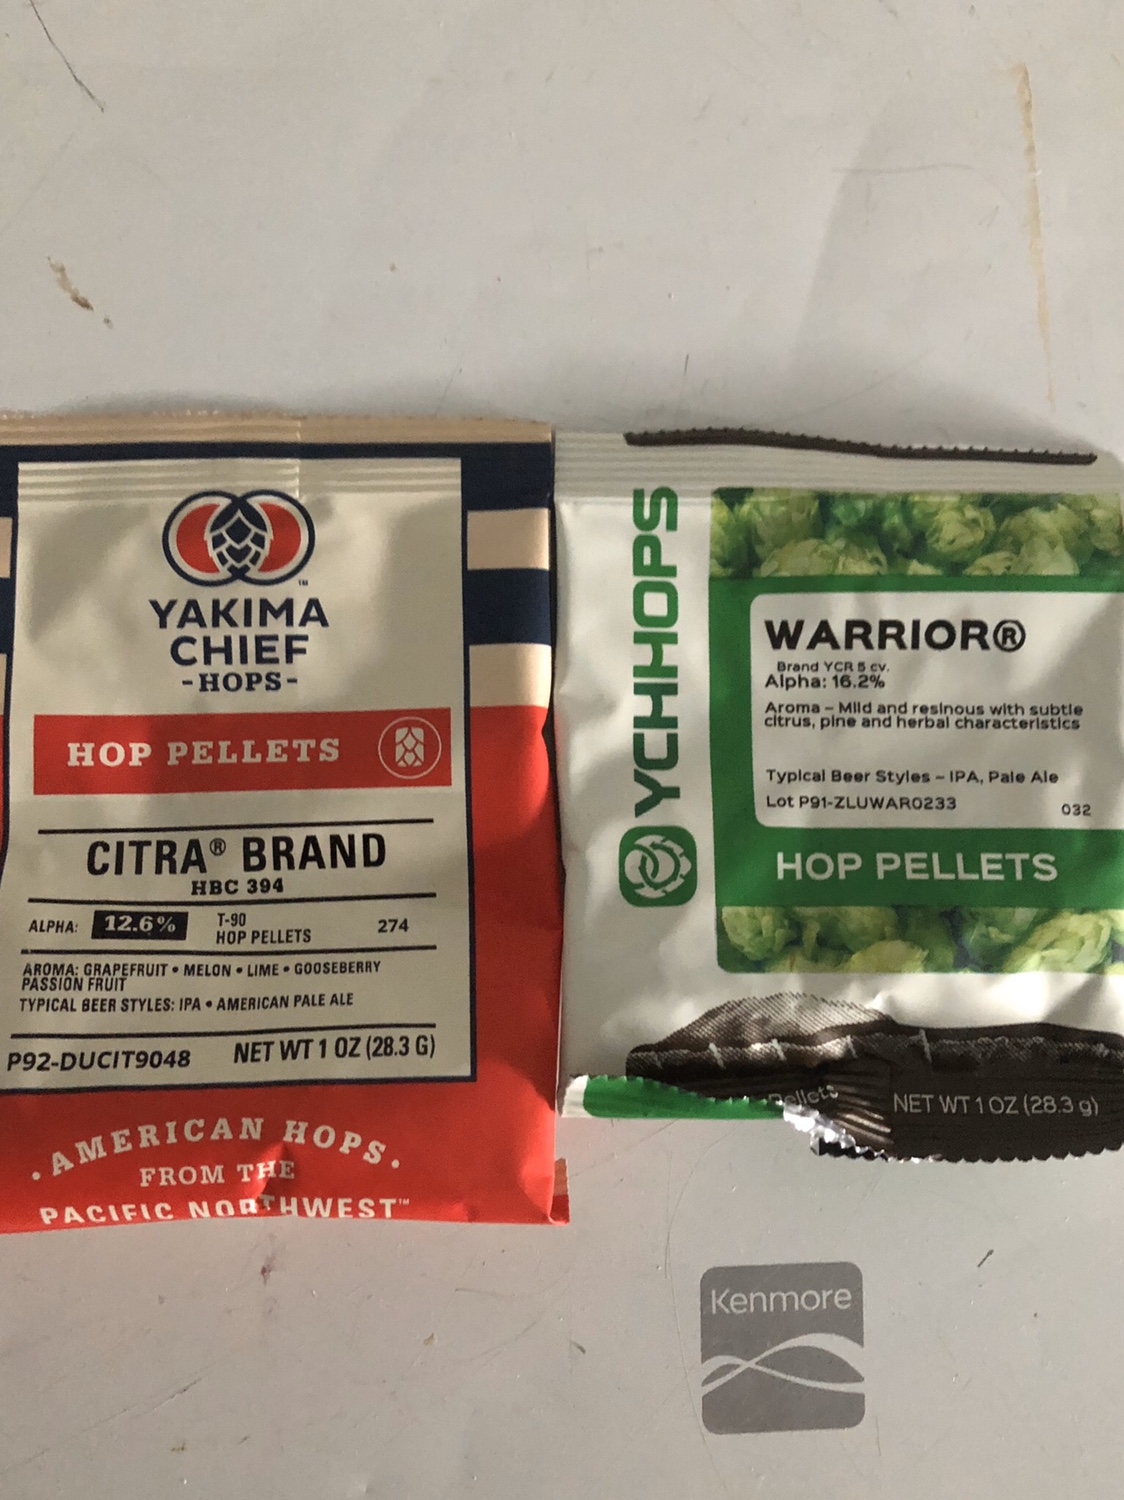 ™
YAKIMA
CHIEF
-HOPS-
HOP PELLETS
CITRA® BRAND
HBC 394
ALPHA: 12.6% T-90 HOP PELLETS 274
AROMA: GRAPEFRUIT • MELON • LIME • GOOSEBERRY
PASSION FRUIT
TYPICAL BEER STYLES: IPA • AMERICAN PALE ALE
P92-DUCIT9048 NET WT 1 OZ (28.3 G)
• AMERICAN HOPS •
FROM THE
PACIFIC NORTHWEST™
YCHHOPS
WARRIOR®
Brand YCR 5 cv.
Alpha: 16.2%
Aroma – Mild and resinous with subtle
citrus, pine and herbal characteristics
Typical Beer Styles – IPA, Pale Ale
Lot P91-ZLUWAR0233 032
HOP PELLETS
Pellets
NET WT 1 OZ (28.3 g)
Kenmore